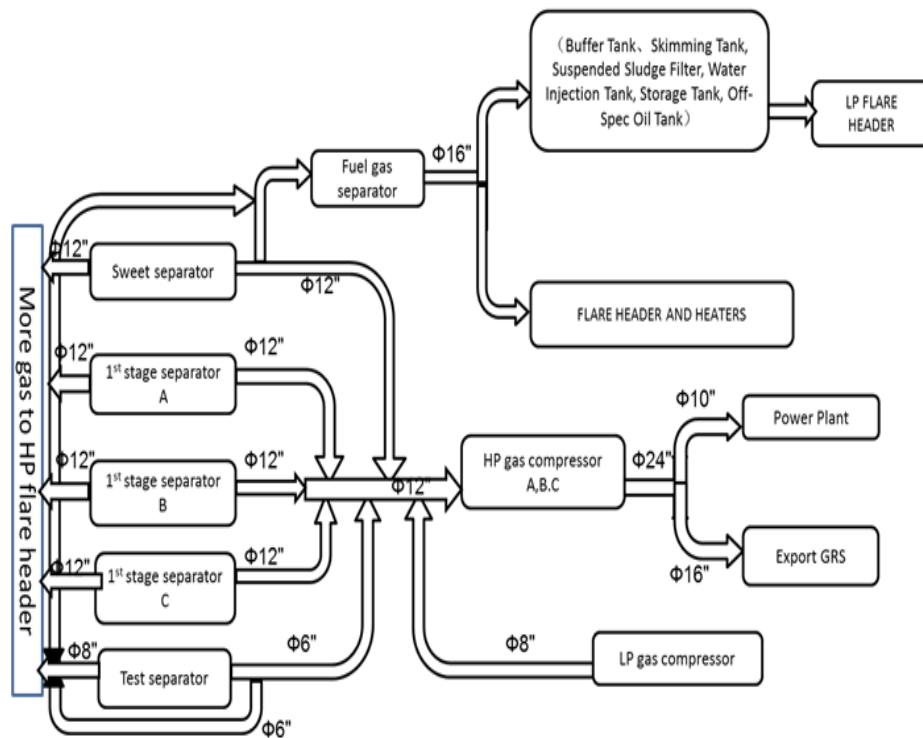 (Buffer Tank、Skimming Tank,
Suspended Sludge Filter, Water
Injection Tank, Storage Tank, Off-
Spec Oil Tank)
LP FLARE
HEADER
Φ16"
Fuel gas
separator
More gas to HP flare header
Φ12"
Sweet separator
Φ12"
FLARE HEADER AND HEATERS
Φ12"
1st stage separator
A
Φ12"
Φ10"
Power Plant
Φ12"
1st stage separator
B
Φ12"
Φ12"
HP gas compressor
A,B.C
Φ24"
Φ12"
1st stage separator
C
Φ12"
Φ16"
Export GRS
Φ8"
Test separator
Φ6"
Φ8"
LP gas compressor
Φ6"